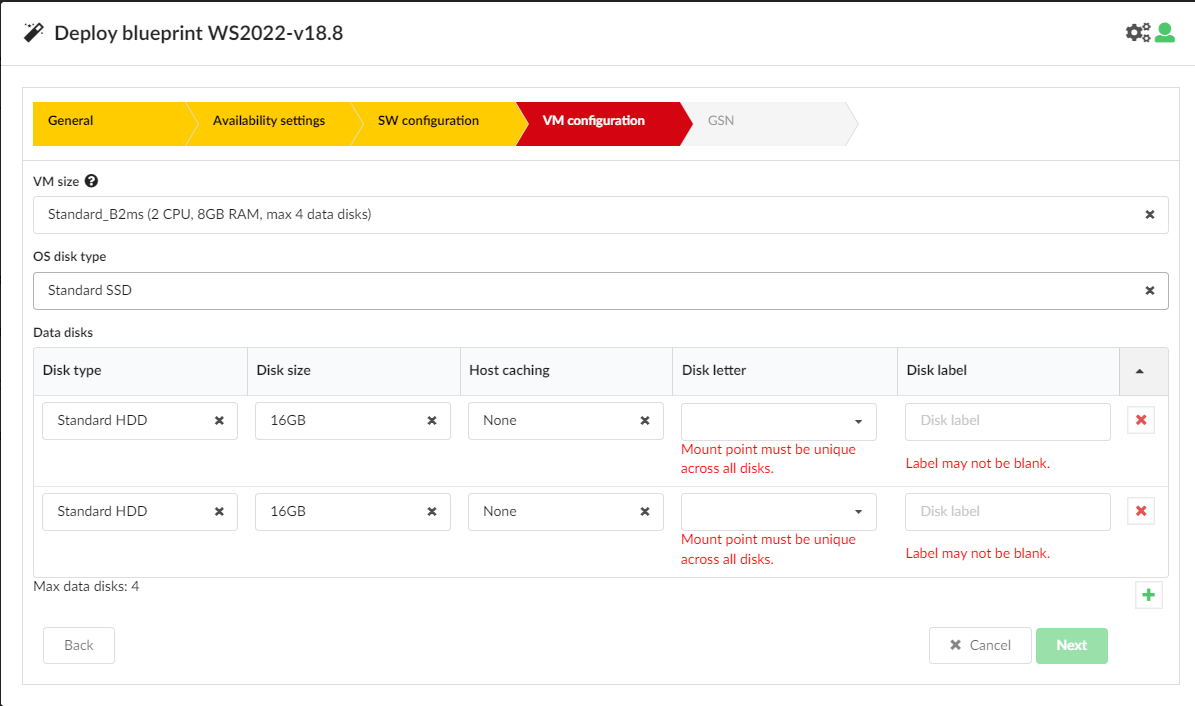 Deploy blueprint WS2022-v18.8
General
Availability settings
SW configuration
VM configuration
GSN
VM size
Standard_B2ms (2 CPU, 8GB RAM, max 4 data disks)
OS disk type
Standard SSD
Data disks
Disk type
Disk size
Host caching
Disk letter
Disk label
Standard HDD
16GB
None
Disk label
Mount point must be unique
across all disks.
Label may not be blank.
Standard HDD
16GB
None
Disk label
Mount point must be unique
across all disks.
Label may not be blank.
Max data disks: 4
Back
Cancel
Next